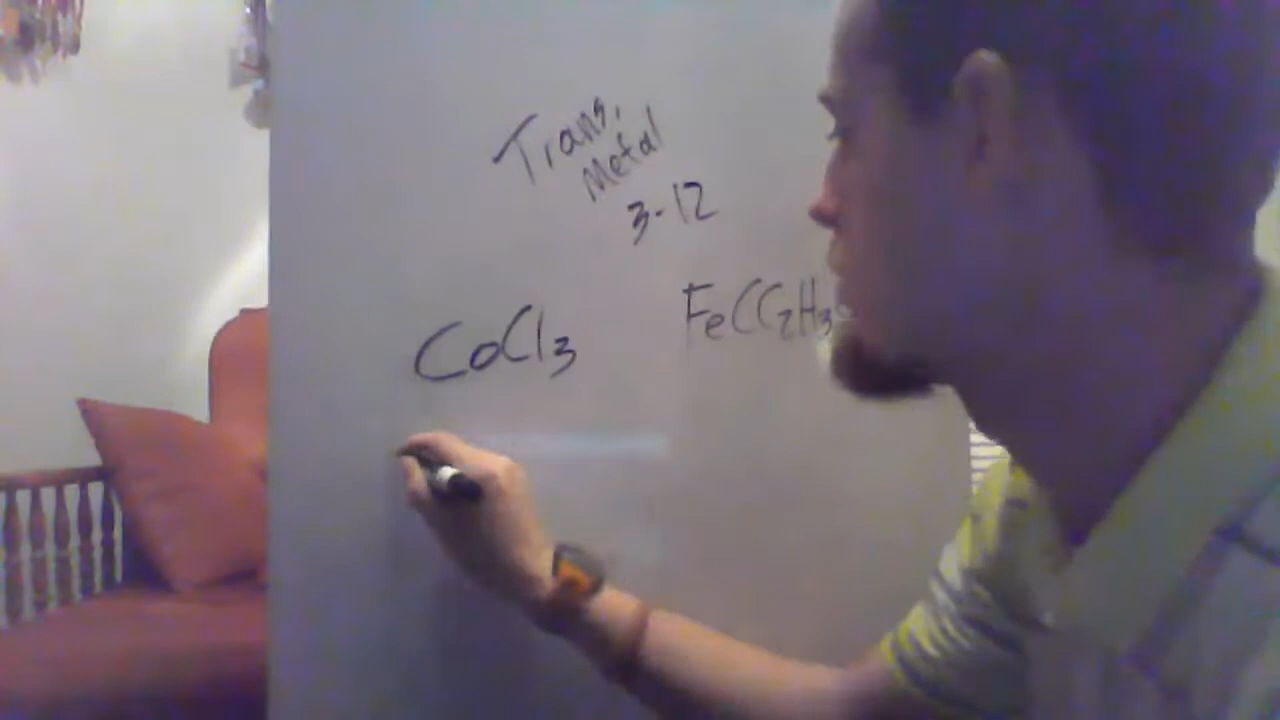 Trans.
Metal
3-12
CoCl₃
Fe(C₂H₃